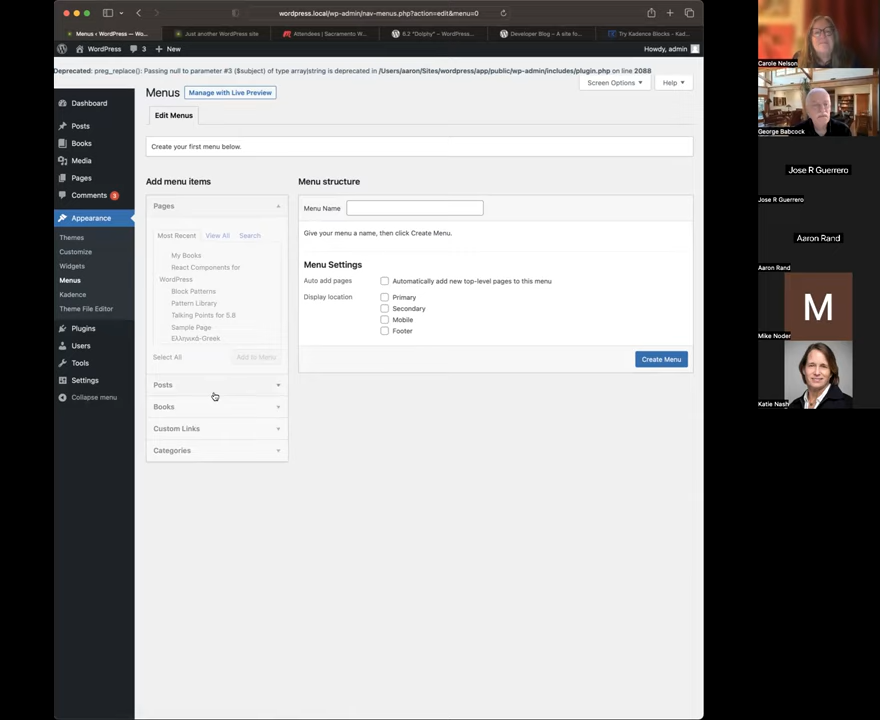 wordpress.local/wp-admin/nav-menus.php?action=edit&menu=0
Menus < WordPress — Wo...
Just another WordPress site
Attendees | Sacramento W...
6.2 "Dolphy" – WordPress...
Developer Blog – A site fo...
Try Kadence Blocks - Kad...
WordPress
3
New
Howdy, admin
Deprecated: preg_replace(): Passing null to parameter #3 ($subject) of type array|string is deprecated in /Users/aaron/Sites/wordpress/app/public/wp-admin/includes/plugin.php on line 2088
Screen Options
Help
Menus
Manage with Live Preview
Edit Menus
Create your first menu below.
Dashboard
Posts
Books
Media
Pages
Comments 3
Appearance
Themes
Customize
Widgets
Menus
Kadence
Theme File Editor
Plugins
Users
Tools
Settings
Collapse menu
Add menu items
Pages
Most Recent
View All
Search
My Books
React Components for
WordPress
Block Patterns
Pattern Library
Talking Points for 5.8
Sample Page
Ελληνικά-Greek
Select All
Add to Menu
Posts
Books
Custom Links
Categories
Menu structure
Menu Name
Give your menu a name, then click Create Menu.
Menu Settings
Auto add pages
Automatically add new top-level pages to this menu
Display location
Primary
Secondary
Mobile
Footer
Create Menu
Carole Nelson
George Babcock
Jose R Guerrero
Jose R Guerrero
Aaron Rand
Aaron Rand
M
Mike Noder
Katie Nash